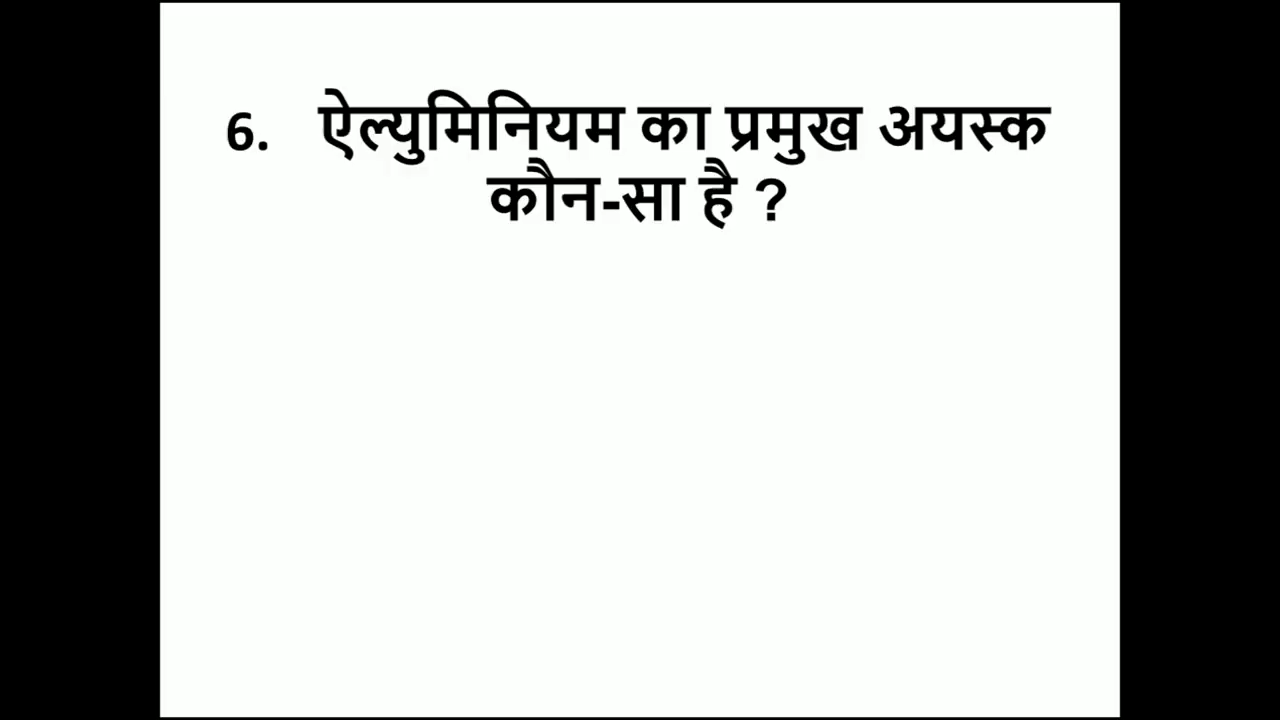 6. ऐल्युमिनियम का प्रमुख अयस्क
कौन-सा है ?